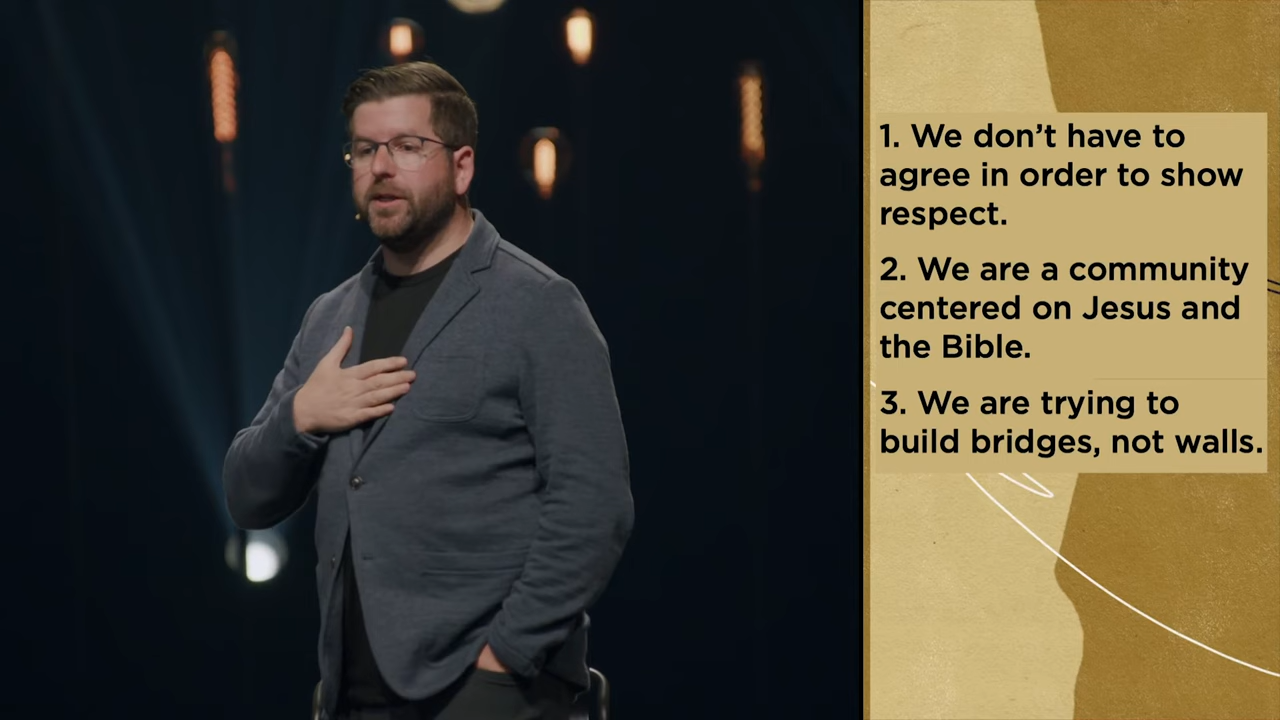 1. We don’t have to
agree in order to show
respect.
2. We are a community
centered on Jesus and
the Bible.
3. We are trying to
build bridges, not walls.